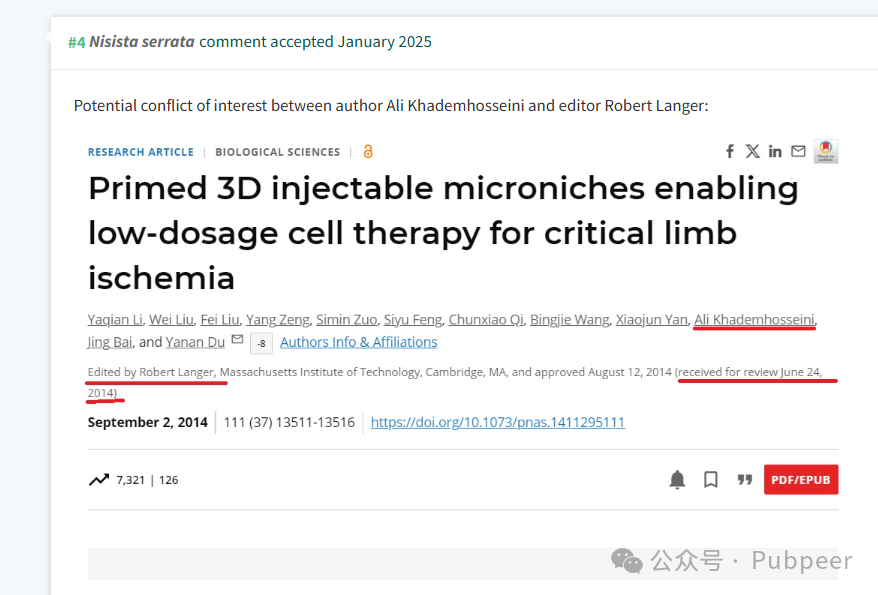 #4 Nisista serrata comment accepted January 2025
Potential conflict of interest between author Ali Khademhosseini and editor Robert Langer:
RESEARCH ARTICLE | BIOLOGICAL SCIENCES |
Primed 3D injectable microniches enabling
low-dosage cell therapy for critical limb
ischemia
Yaqian Li, Wei Liu, Fei Liu, Yang Zeng, Simin Zuo, Siyu Feng, Chunxiao Qi, Bingjie Wang, Xiaojun Yan, Ali Khademhosseini,
Jing Bai, and Yanan Du -8 Authors Info & Affiliations
Edited by Robert Langer, Massachusetts Institute of Technology, Cambridge, MA, and approved August 12, 2014 (received for review June 24,
2014)
September 2, 2014 | 111 (37) 13511-13516 | https://doi.org/10.1073/pnas.1411295111
7,321 | 126
PDF/EPUB
公众号 · Pubpeer